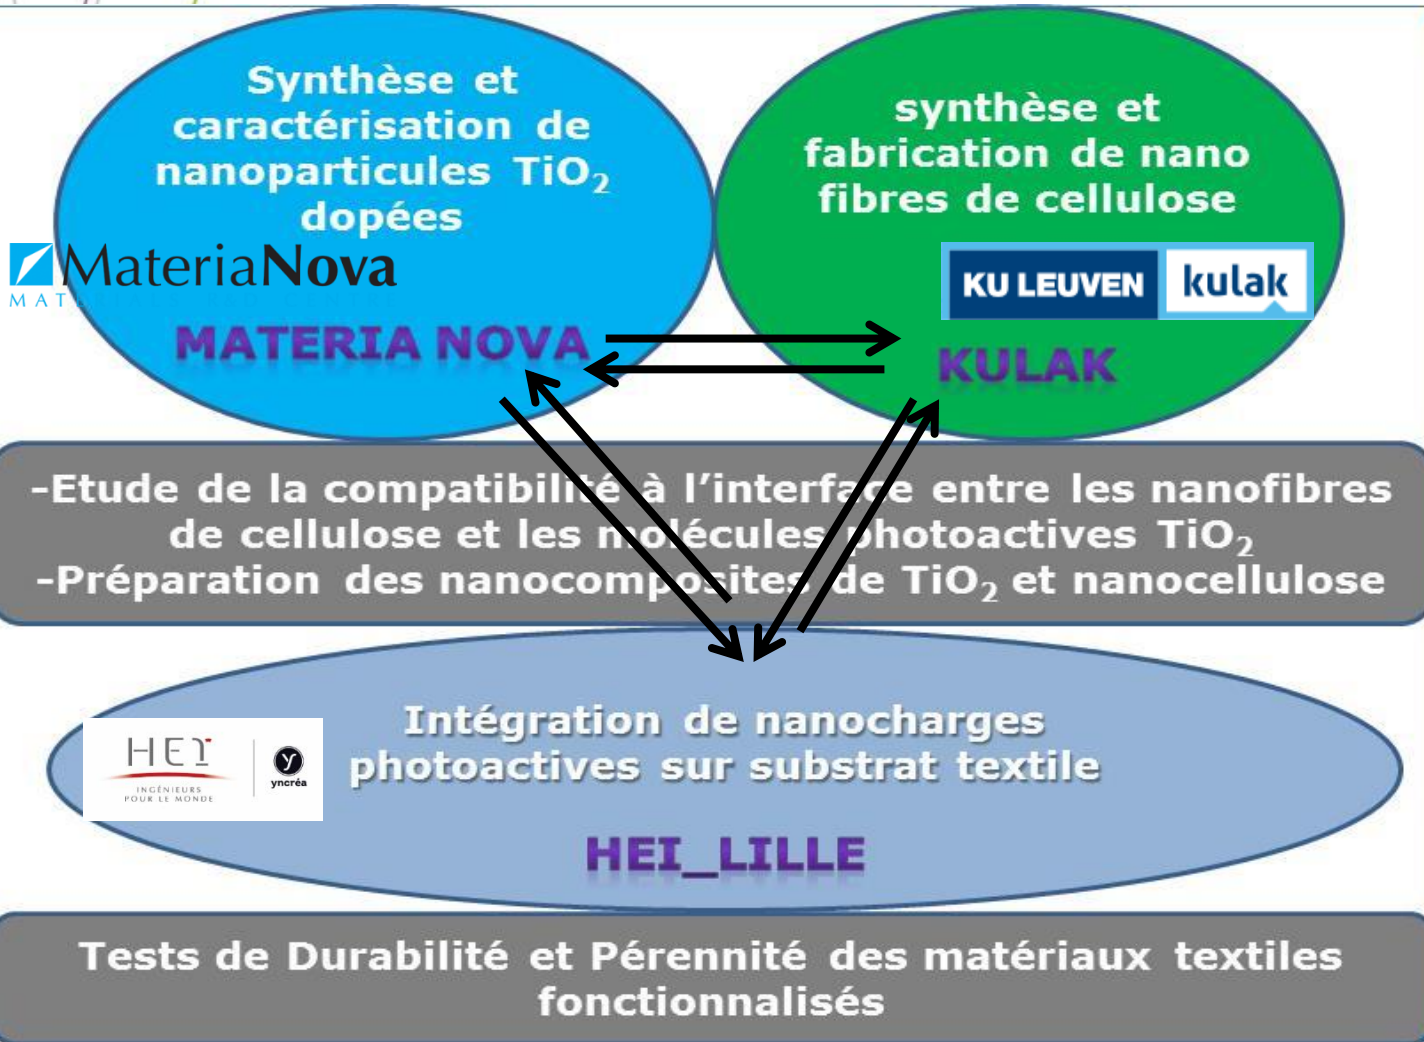 Synthèse et
caractérisation de
nanoparticules TiO₂
dopées
MateriaNova
MATERIA NOVA
synthèse et
fabrication de nano
fibres de cellulose
KU LEUVEN kulak
KULAK
-Etude de la compatibilité à l’interface entre les nanofibres
de cellulose et les molécules photoactives TiO₂
-Préparation des nanocomposites de TiO₂ et nanocellulose
Intégration de nanocharges
photoactives sur substrat textile
HEI
INGÉNIEURS
POUR LE MONDE
yncréa
HEI_LILLE
Tests de Durabilité et Pérennité des matériaux textiles
fonctionnalisés